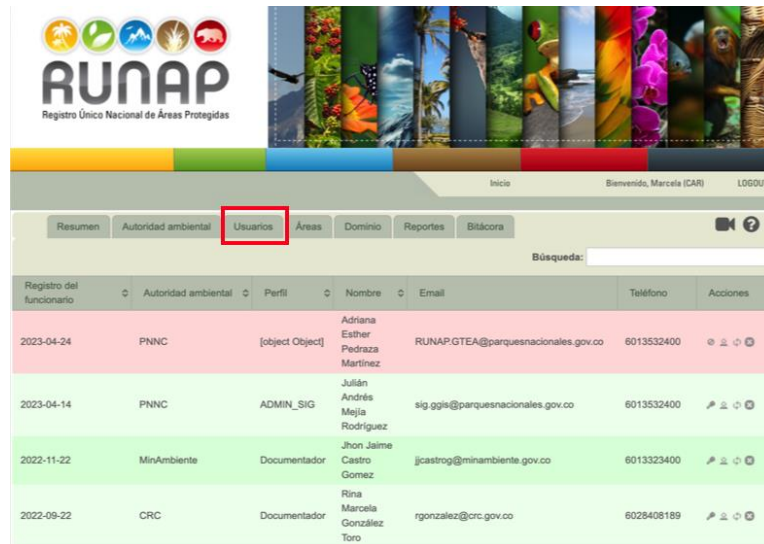 RUNAP
Registro Único Nacional de Áreas Protegidas
Inicio Bienvenido, Marcela (CAR) LOGOU
Resumen Autoridad ambiental Usuarios Áreas Dominio Reportes Bitácora
Búsqueda:
Registro del
funcionario
Autoridad ambiental Perfil Nombre Email Teléfono Acciones
2023-04-24 PNNC [object Object] Adriana
Esther
Pedraza
Martínez
RUNAP.GTEA@parquesnacionales.gov.co 6013532400
2023-04-14 PNNC ADMIN_SIG Julián
Andrés
Mejía
Rodríguez
sig.ggis@parquesnacionales.gov.co 6013532400
2022-11-22 MinAmbiente Documentador Jhon Jaime
Castro
Gomez
jjcastrog@minambiente.gov.co 6013323400
2022-09-22 CRC Documentador Rina
Marcela
González
Toro
rgonzalez@crc.gov.co 6028408189